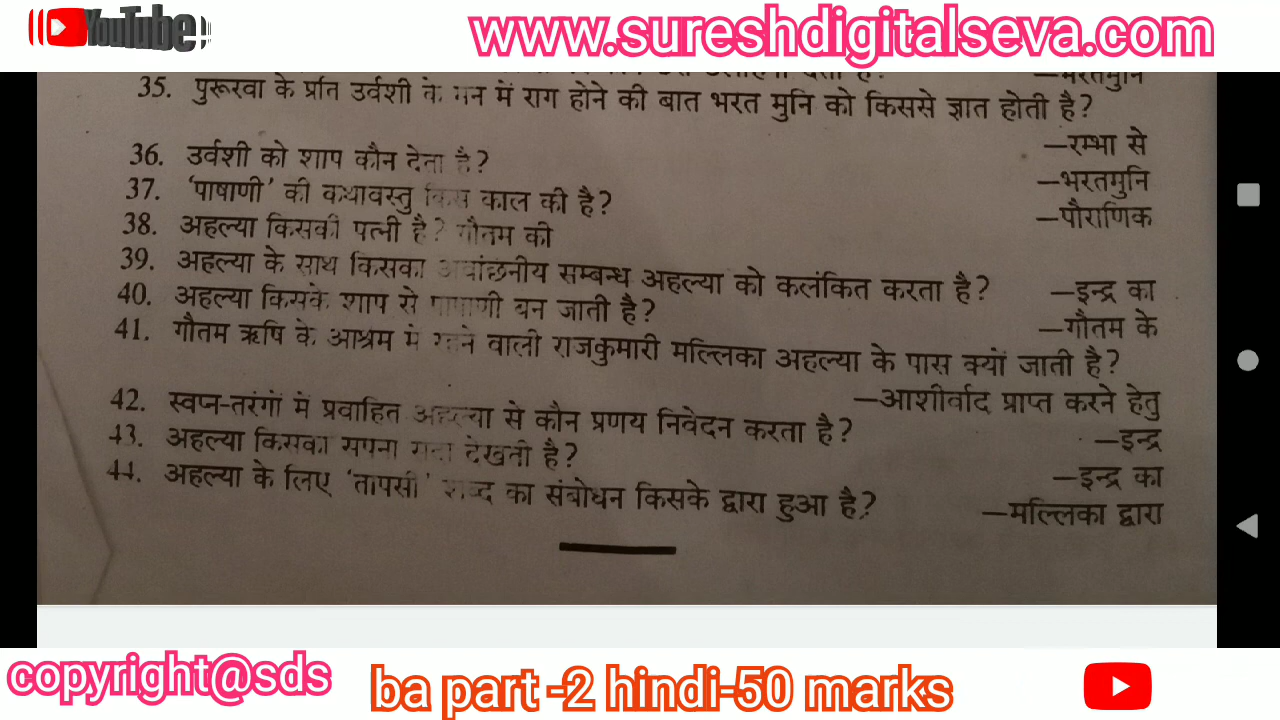 YouTube
www.sureshdigitalseva.com
—भरतमुनि
35. पुरूरवा के प्रति उर्वशी के मन में राग होने की बात भरत मुनि को किससे ज्ञात होती है?
—रम्भा से
36. उर्वशी को शाप कौन देता है? —भरतमुनि
37. 'पाषाणी' की कथावस्तु किस काल की है? —पौराणिक
38. अहल्या किसकी पत्नी है? गौतम की
39. अहल्या के साथ किसका अवांछनीय सम्बन्ध अहल्या को कलंकित करता है? —इन्द्र का
40. अहल्या किसके शाप से पाषाणी बन जाती है? —गौतम के
41. गौतम ऋषि के आश्रम में रहने वाली राजकुमारी मल्लिका अहल्या के पास क्यों जाती है?
—आशीर्वाद प्राप्त करने हेतु
42. स्वप्न-तरंगों में प्रवाहित अहल्या से कौन प्रणय निवेदन करता है? —इन्द्र
43. अहल्या किसका सपना सदा देखती है? —इन्द्र का
44. अहल्या के लिए 'तापसी' शब्द का संबोधन किसके द्वारा हुआ है? —मल्लिका द्वारा
copyright@sds
ba part -2 hindi-50 marks